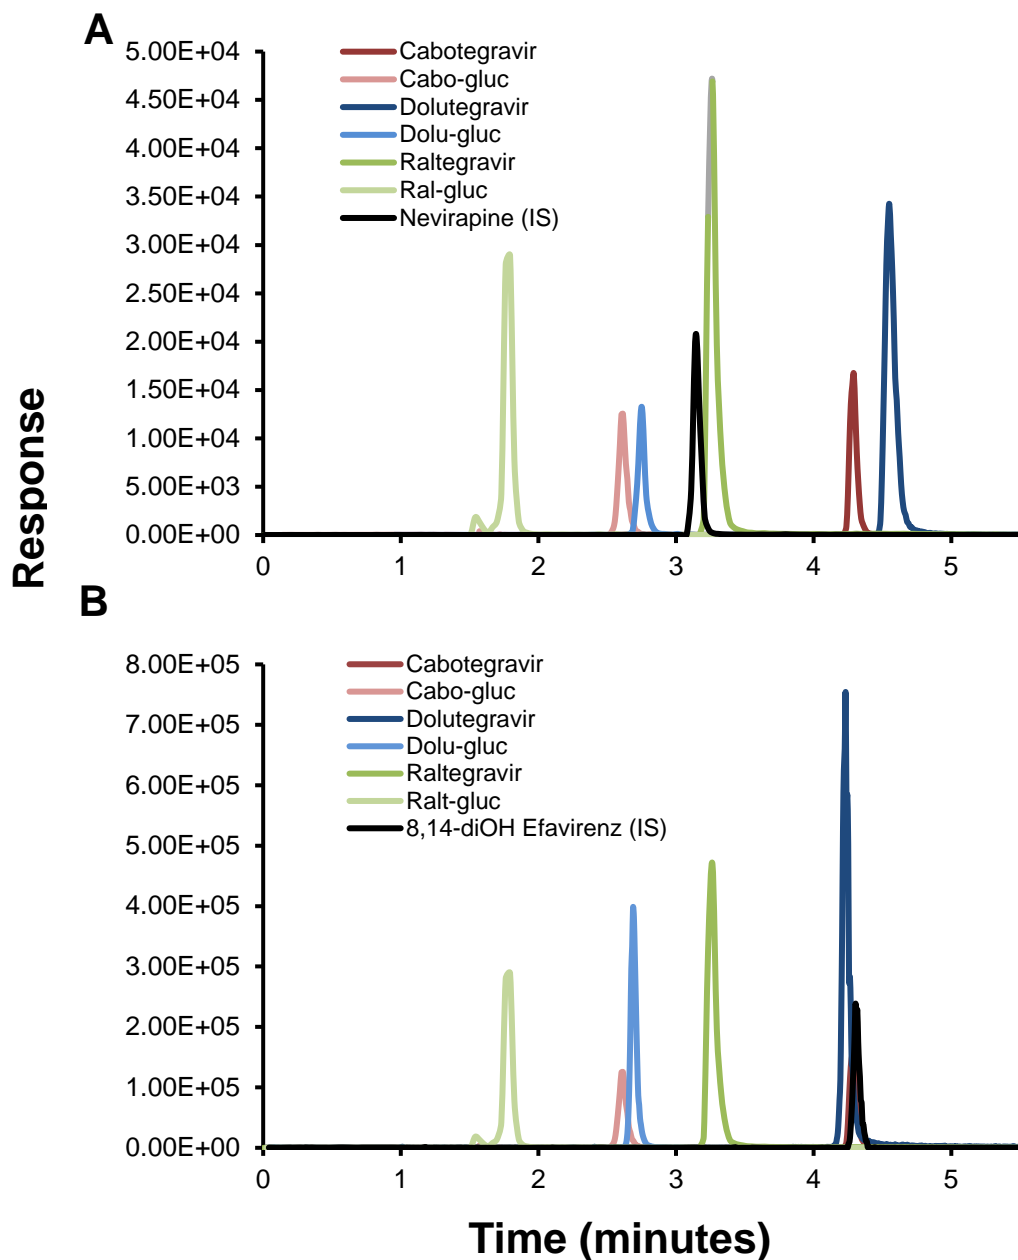 A
5.00E+04
4.50E+04
4.00E+04
3.50E+04
3.00E+04
2.50E+04
2.00E+04
1.50E+04
1.00E+04
5.00E+03
0.00E+00
Cabotegravir
Cabo-gluc
Dolutegravir
Dolu-gluc
Raltegravir
Ral-gluc
Nevirapine (IS)
0 1 2 3 4 5
Response
B
8.00E+05
7.00E+05
6.00E+05
5.00E+05
4.00E+05
3.00E+05
2.00E+05
1.00E+05
0.00E+00
Cabotegravir
Cabo-gluc
Dolutegravir
Dolu-gluc
Raltegravir
Ralt-gluc
8,14-diOH Efavirenz (IS)
0 1 2 3 4 5
Time (minutes)